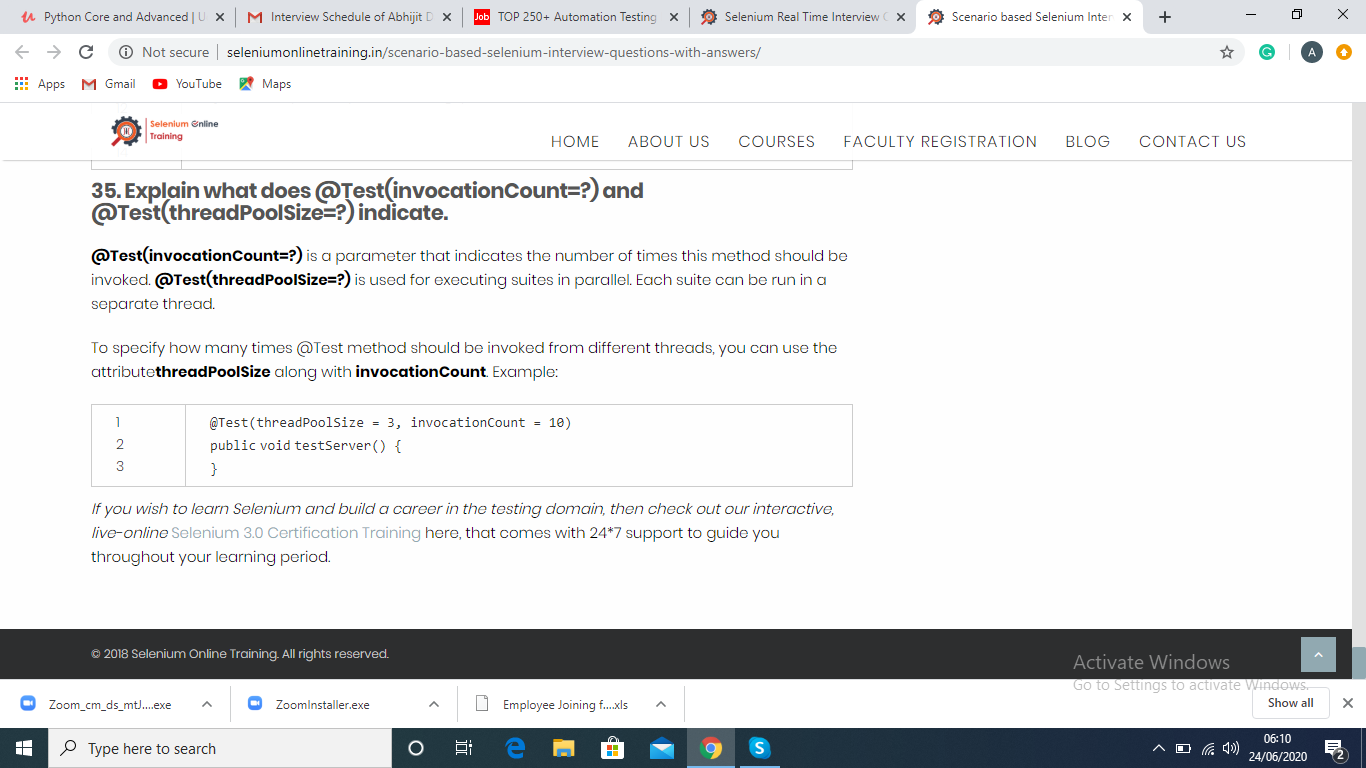 Python Core and Advanced | U
Interview Schedule of Abhijit D
Job
TOP 250+ Automation Testing
Selenium Real Time Interview
Scenario based Selenium Inter
Not secure
seleniumonlinetraining.in/scenario-based-selenium-interview-questions-with-answers/
A
Apps
Gmail
YouTube
Maps
Selenium Online
Training
HOME
ABOUT US
COURSES
FACULTY REGISTRATION
BLOG
CONTACT US
35. Explain what does @Test(invocationCount=?) and
@Test(threadPoolSize=?) indicate.
@Test(invocationCount=?) is a parameter that indicates the number of times this method should be
invoked. @Test(threadPoolSize=?) is used for executing suites in parallel. Each suite can be run in a
separate thread.
To specify how many times @Test method should be invoked from different threads, you can use the
attributethreadPoolSize along with invocationCount. Example:
1 @Test(threadPoolSize = 3, invocationCount = 10)
2 public void testServer() {
3 }
If you wish to learn Selenium and build a career in the testing domain, then check out our interactive,
live-online Selenium 3.0 Certification Training here, that comes with 24*7 support to guide you
throughout your learning period.
© 2018 Selenium Online Training. All rights reserved.
Activate Windows
Go to Settings to activate Windows.
Zoom_cm_ds_mtJ....exe
ZoomInstaller.exe
Employee Joining f....xls
Show all
Type here to search
06:10
24/06/2020
2